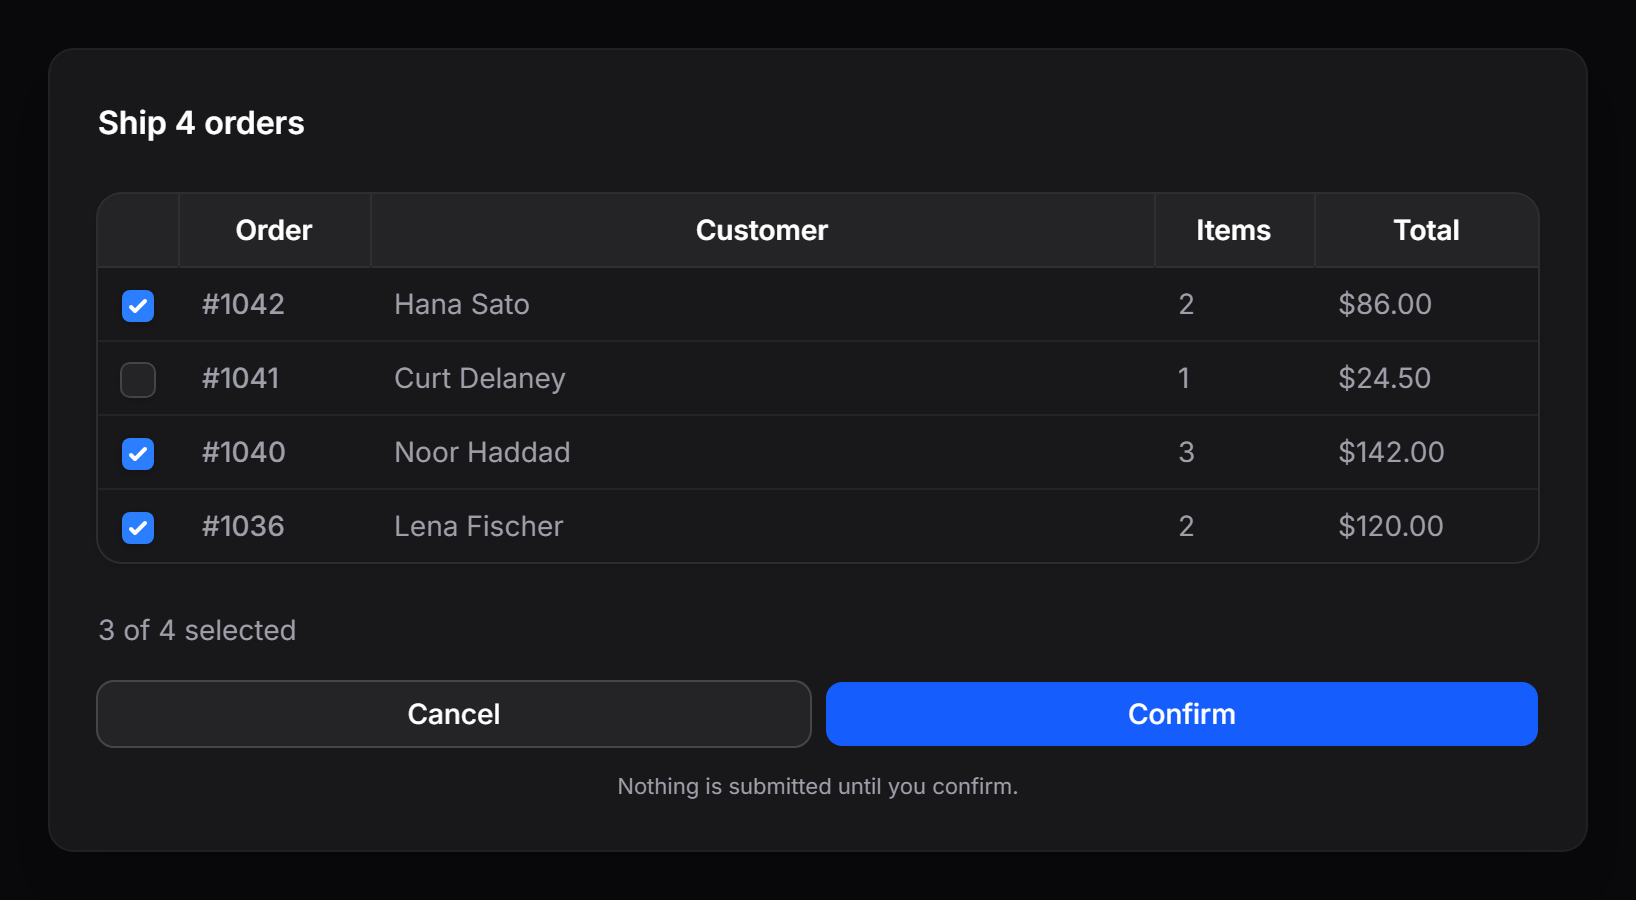 Ship 4 orders
Order Customer Items Total
#1042 Hana Sato 2 $86.00
#1041 Curt Delaney 1 $24.50
#1040 Noor Haddad 3 $142.00
#1036 Lena Fischer 2 $120.00
3 of 4 selected
Cancel Confirm
Nothing is submitted until you confirm.